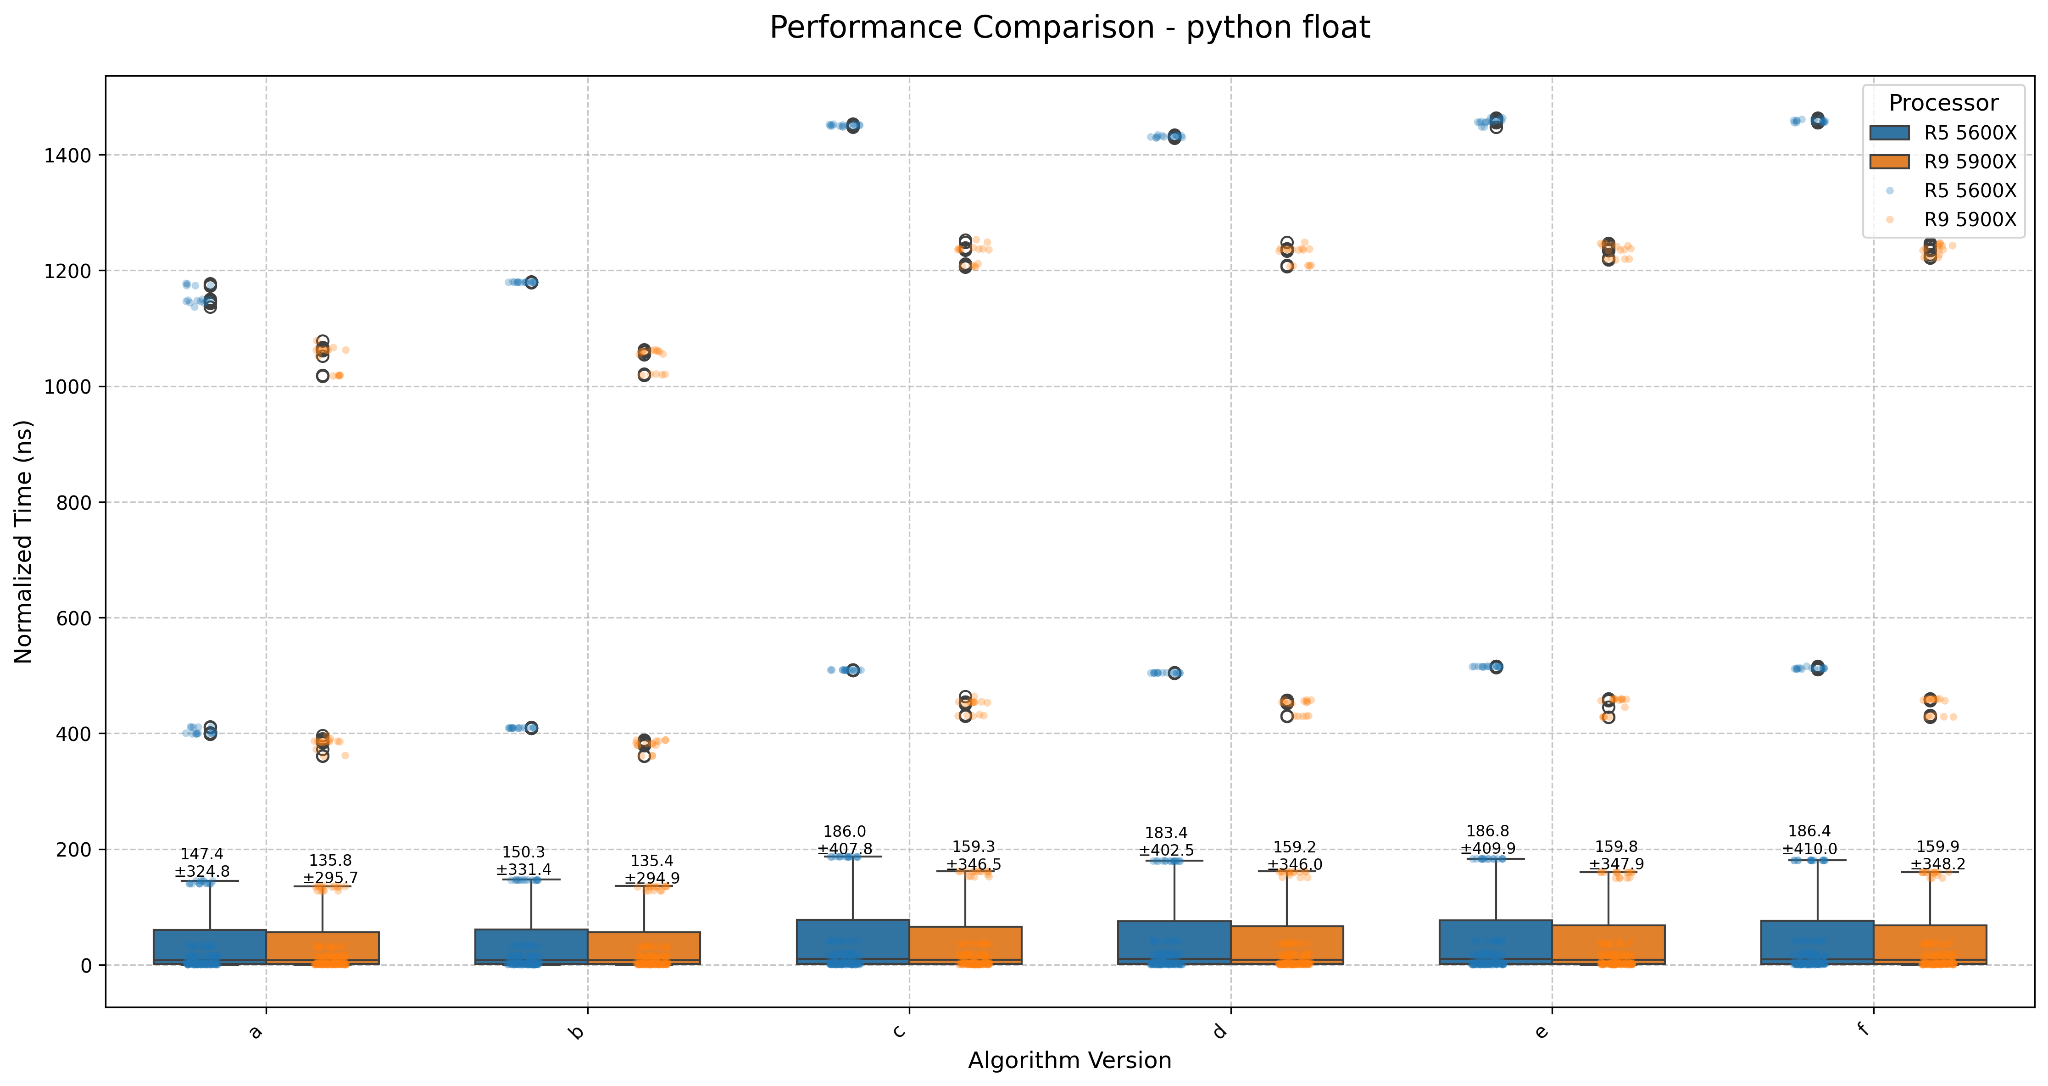 Performance Comparison - python float
Processor
R5 5600X
R9 5900X
R5 5600X
R9 5900X
Normalized Time (ns)
1400
1200
1000
800
600
400
200
0
147.4
±324.8
135.8
±295.7
150.3
±331.4
135.4
±294.9
186.0
±407.8
159.3
±346.5
183.4
±402.5
159.2
±346.0
186.8
±409.9
159.8
±347.9
186.4
±410.0
159.9
±348.2
a
b
c
d
e
f
Algorithm Version